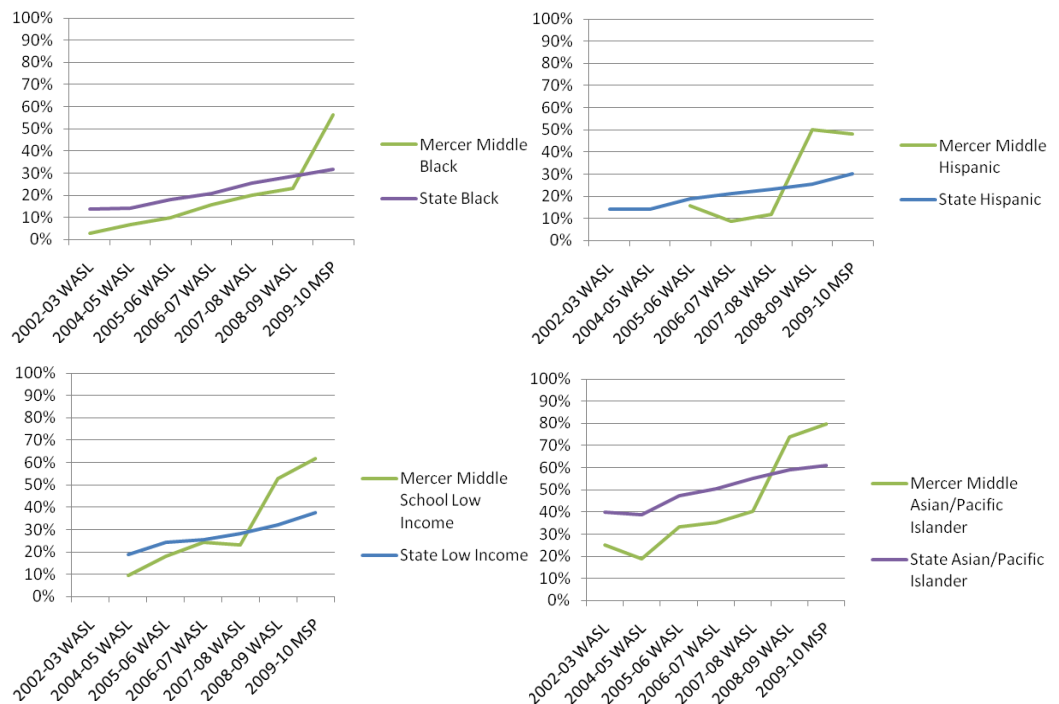 100%
90%
80%
70%
60%
50%
40%
30%
20%
10%
0%
2002-03 WASL
2004-05 WASL
2005-06 WASL
2006-07 WASL
2007-08 WASL
2008-09 WASL
2009-10 MSP
Mercer Middle
Black
State Black
100%
90%
80%
70%
60%
50%
40%
30%
20%
10%
0%
2002-03 WASL
2004-05 WASL
2005-06 WASL
2006-07 WASL
2007-08 WASL
2008-09 WASL
2009-10 MSP
Mercer Middle
Hispanic
State Hispanic
100%
90%
80%
70%
60%
50%
40%
30%
20%
10%
0%
2002-03 WASL
2004-05 WASL
2005-06 WASL
2006-07 WASL
2007-08 WASL
2008-09 WASL
2009-10 MSP
Mercer Middle
School Low
Income
State Low Income
100%
90%
80%
70%
60%
50%
40%
30%
20%
10%
0%
2002-03 WASL
2004-05 WASL
2005-06 WASL
2006-07 WASL
2007-08 WASL
2008-09 WASL
2009-10 MSP
Mercer Middle
Asian/Pacific
Islander
State Asian/Pacific
Islander